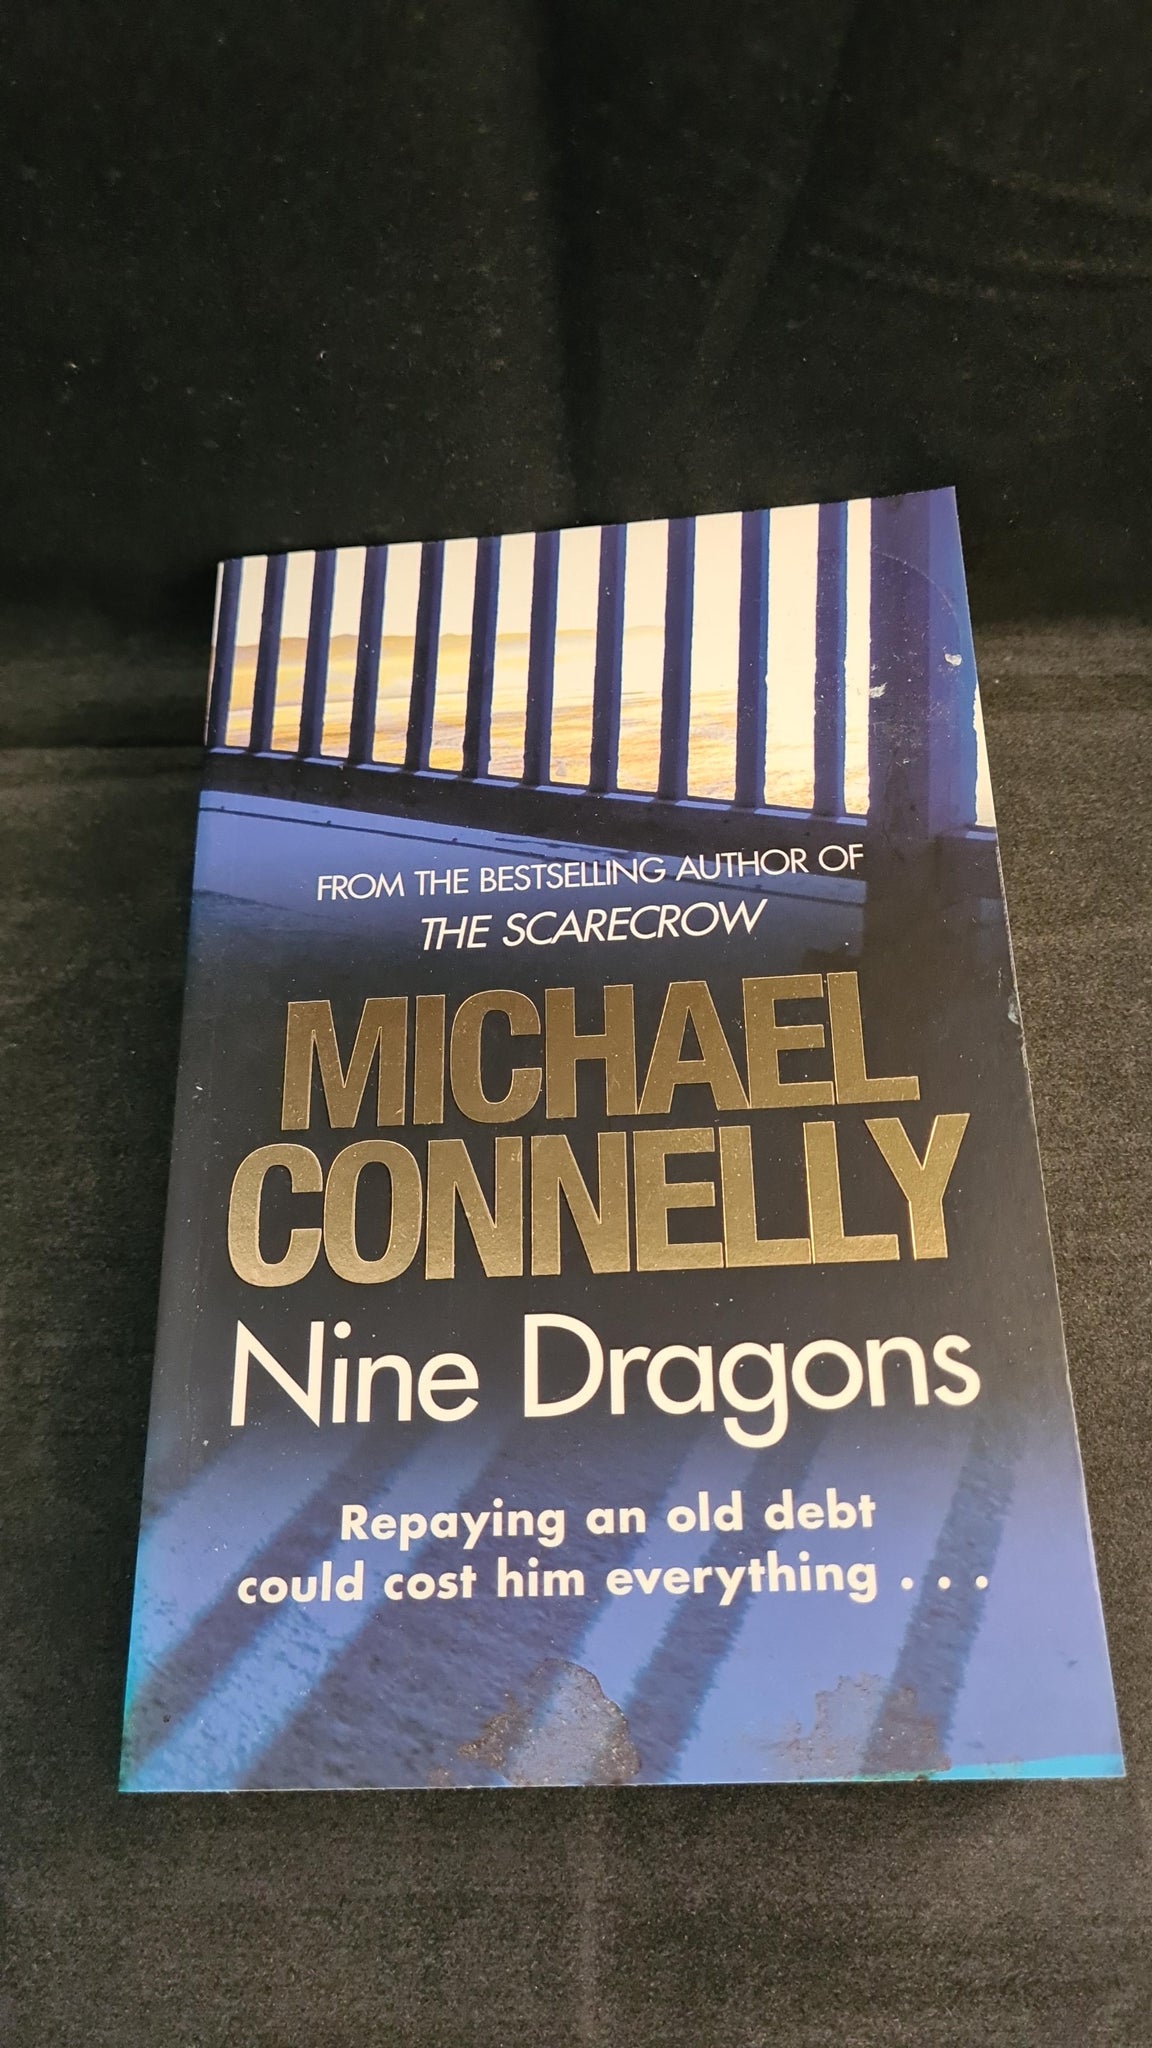 FROM THE BESTSELLING AUTHOR OF
THE SCARECROW
MICHAEL
CONNELLY
Nine Dragons
Repaying an old debt
could cost him everything . . .